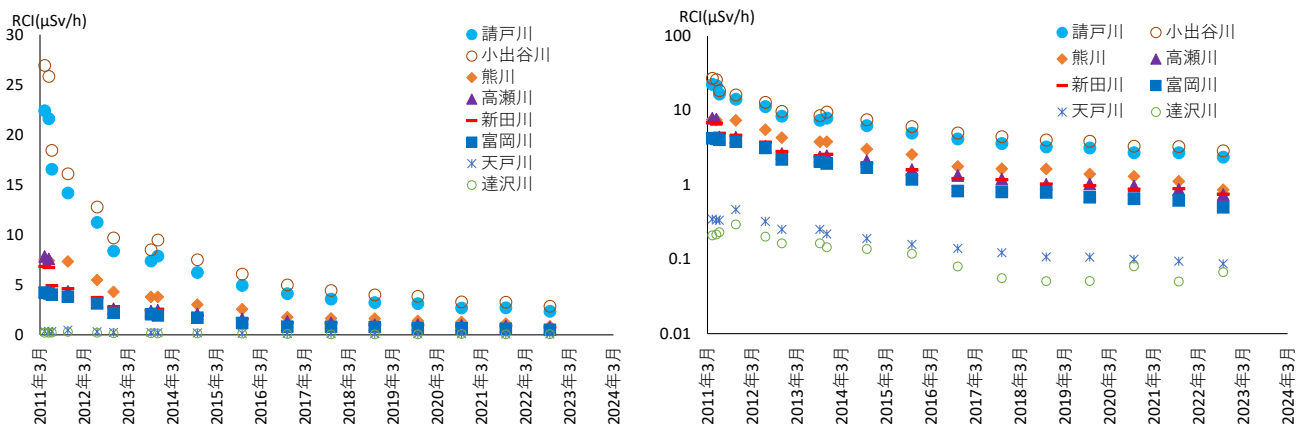 RCI(μSv/h)
30
25
20
15
10
5
0
請戸川
小出谷川
熊川
高瀬川
新田川
富岡川
天戸川
達沢川
2011年3月
2012年3月
2013年3月
2014年3月
2015年3月
2016年3月
2017年3月
2018年3月
2019年3月
2020年3月
2021年3月
2022年3月
2023年3月
2024年3月
RCI(μSv/h)
100
10
1
0.1
0.01
請戸川 小出谷川
熊川 高瀬川
新田川 富岡川
天戸川 達沢川
2011年3月
2012年3月
2013年3月
2014年3月
2015年3月
2016年3月
2017年3月
2018年3月
2019年3月
2020年3月
2021年3月
2022年3月
2023年3月
2024年3月